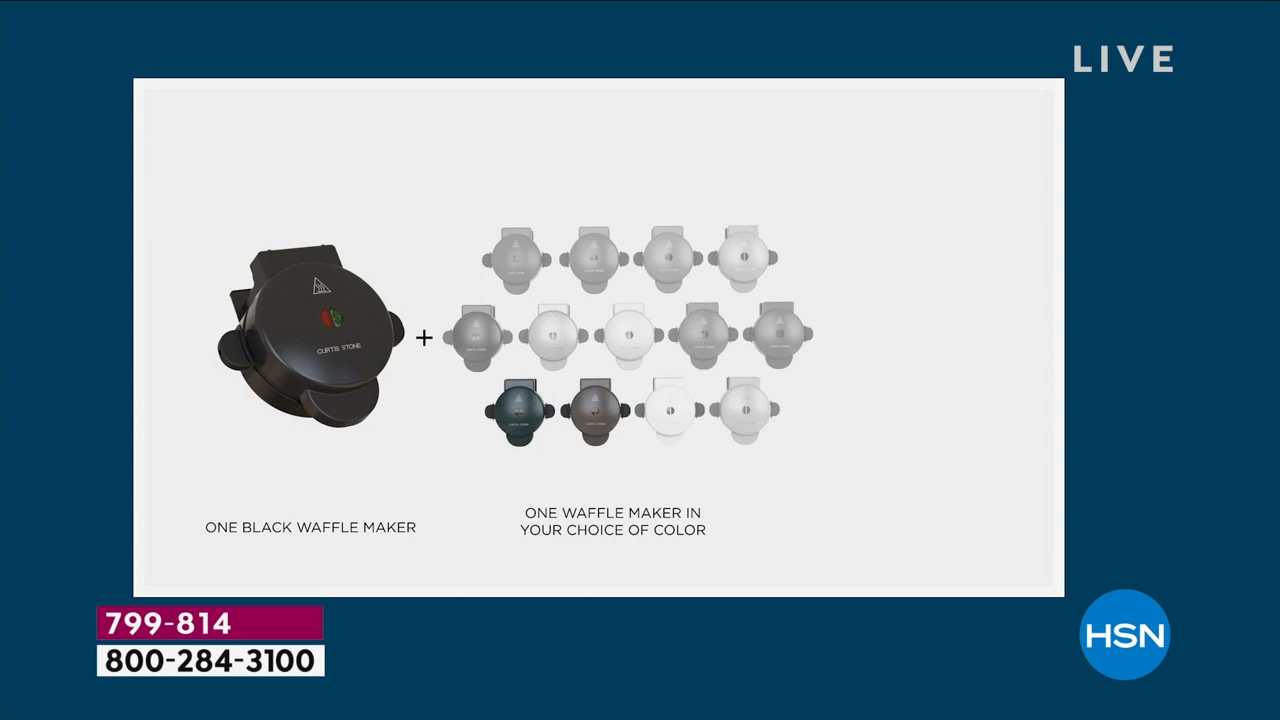 LIVE
CURTIS STONE
ONE BLACK WAFFLE MAKER
+
ONE WAFFLE MAKER IN
YOUR CHOICE OF COLOR
799-814
800-284-3100
HSN